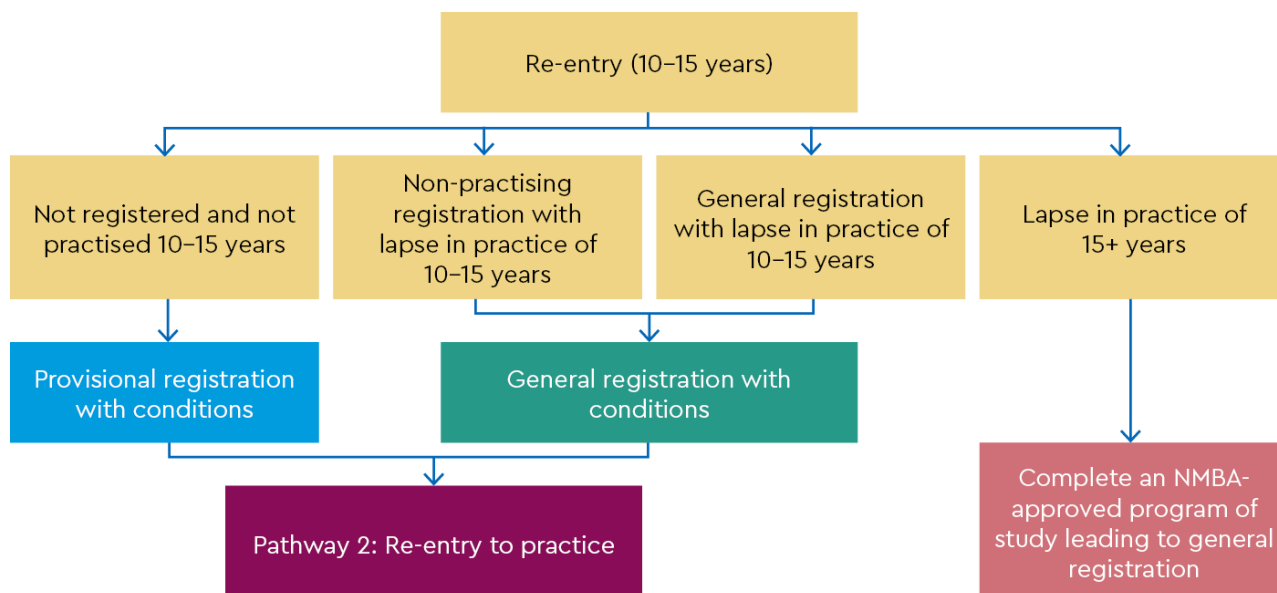 Re-entry (10–15 years)
Not registered and not
practised 10–15 years
Non-practising
registration with
lapse in practice of
10–15 years
General registration
with lapse in practice of
10–15 years
Lapse in practice of
15+ years
Provisional registration
with conditions
General registration with
conditions
Pathway 2: Re-entry to practice
Complete an NMBA-
approved program of
study leading to general
registration